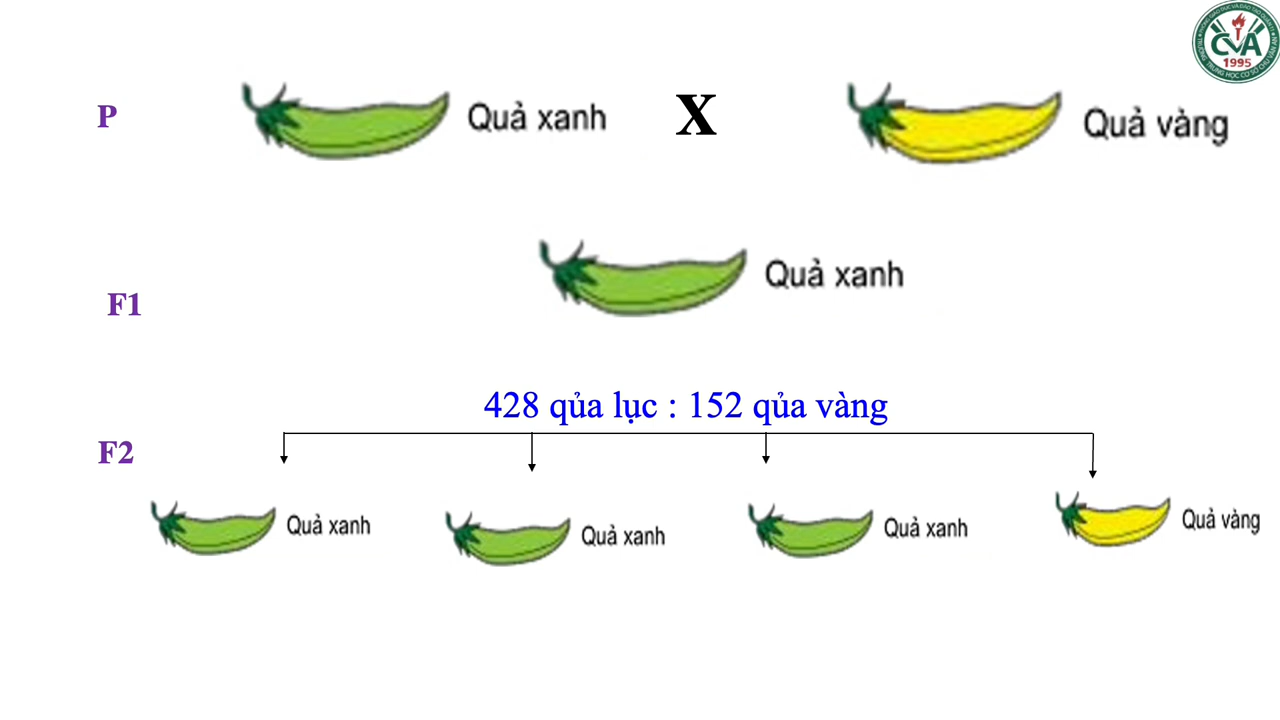 CVA
1995
P
Quả xanh
X
Quả vàng
Quả xanh
F1
428 qủa lục : 152 qủa vàng
F2
Quả xanh
Quả xanh
Quả xanh
Quả vàng